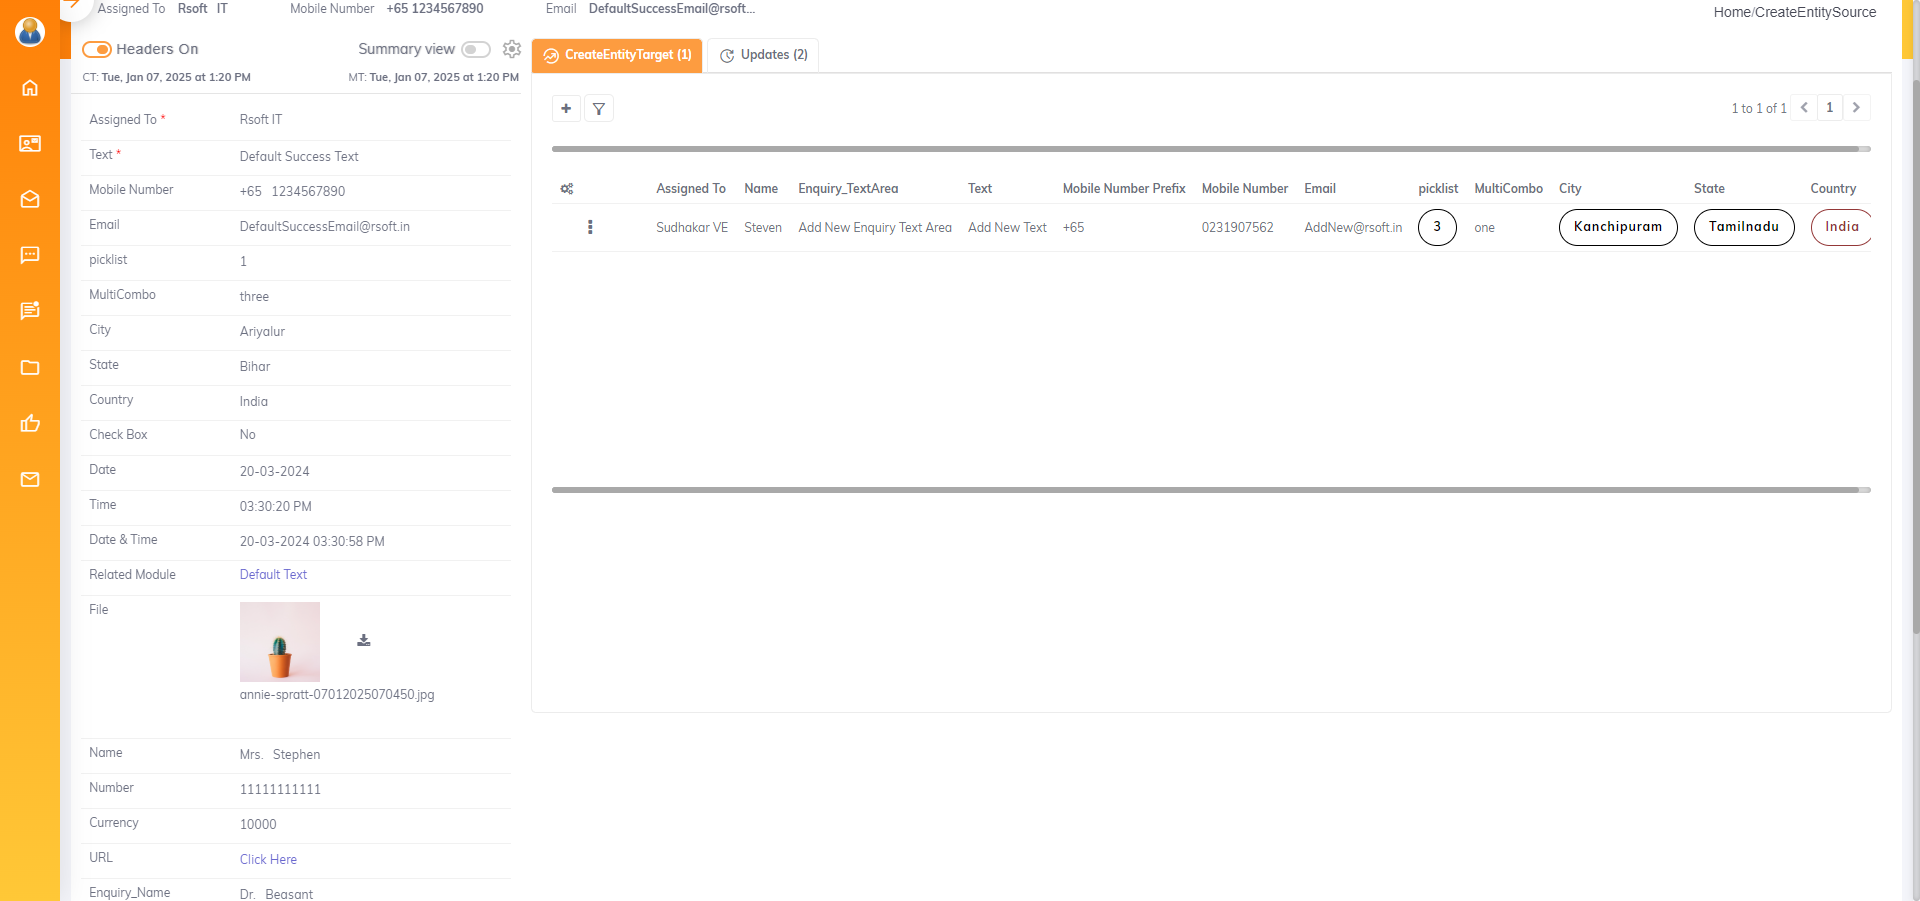 Assigned To Rsoft IT Mobile Number +65 1234567890 Email DefaultSuccessEmail@rsoft...
Home/CreateEntitySource
Headers On Summary view
CT: Tue, Jan 07, 2025 at 1:20 PM MT: Tue, Jan 07, 2025 at 1:20 PM
Assigned To * Rsoft IT
Text * Default Success Text
Mobile Number +65 1234567890
Email DefaultSuccessEmail@rsoft.in
picklist 1
MultiCombo three
City Ariyalur
State Bihar
Country India
Check Box No
Date 20-03-2024
Time 03:30:20 PM
Date & Time 20-03-2024 03:30:58 PM
Related Module Default Text
File
annie-spratt-07012025070450.jpg
Name Mrs. Stephen
Number 11111111111
Currency 10000
URL Click Here
Enquiry_Name Dr. Beasant
CreateEntityTarget (1) Updates (2)
1 to 1 of 1 1
Assigned To Name Enquiry_TextArea Text Mobile Number Prefix Mobile Number Email picklist MultiCombo City State Country
Sudhakar VE Steven Add New Enquiry Text Area Add New Text +65 0231907562 AddNew@rsoft.in 3 one Kanchipuram Tamilnadu India